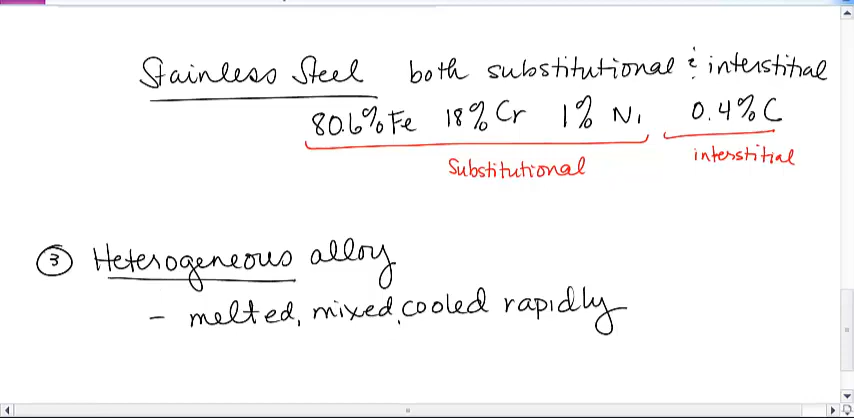 Stainless Steel both substitutional & interstitial
80.6% Fe 18% Cr 1% Ni 0.4% C
Substitutional interstitial
③ Heterogeneous alloy
- melted, mixed, cooled rapidly